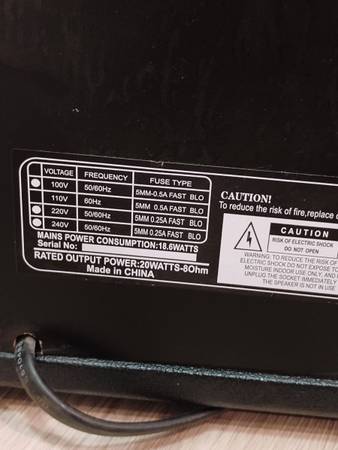 VOLTAGE FREQUENCY FUSE TYPE
100V 50/60Hz 5MM-0.5A FAST BLO
110V 60Hz 5MM 0.5A FAST BLO
220V 50/60Hz 5MM 0.25A FAST BLO
240V 50/60Hz 5MM 0.25A FAST BLO
MAINS POWER CONSUMPTION:18.6WATTS
Serial No:
RATED OUTPUT POWER:20WATTS-8Ohm
Made in CHINA
CAUTION!
To reduce the risk of fire,replace
CAUTION
RISK OF ELECTRIC SHOCK
DO NOT OPEN
WARNING: TO REDUCE THE RISK OF
ELECTRIC SHOCK DO NOT EXPOSE TO
MOISTURE INDOOR USE ONLY, AND
UNPLUG THE SOCKET IMMEDIATELY
THE SPEAKER IS NOT IN USE